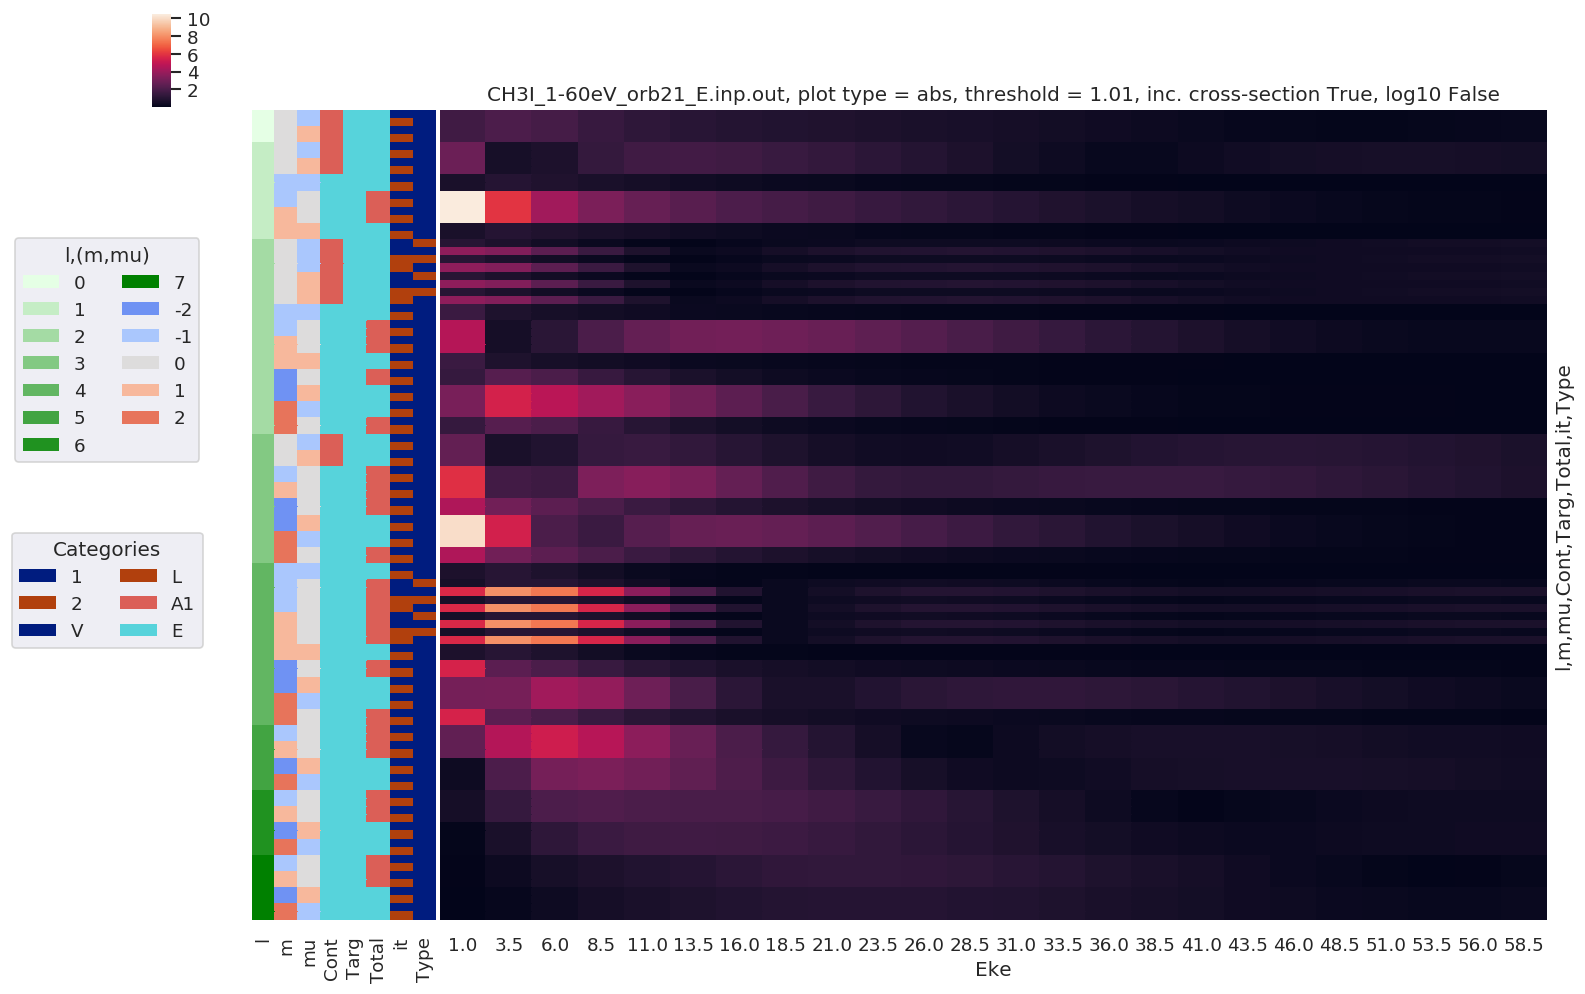 10
8
6
4
2
CH3I_1-60eV_orb21_E.inp.out, plot type = abs, threshold = 1.01, inc. cross-section True, log10 False
l,(m,mu)
0 7
1 -2
2 -1
3 0
4 1
5 2
6
Categories
1 L
2 A1
V E
l,m,mu,Cont,Targ,Total,it,Type
l m mu Cont Targ Total it Type
1.0 3.5 6.0 8.5 11.0 13.5 16.0 18.5 21.0 23.5 26.0 28.5 31.0 33.5 36.0 38.5 41.0 43.5 46.0 48.5 51.0 53.5 56.0 58.5
Eke